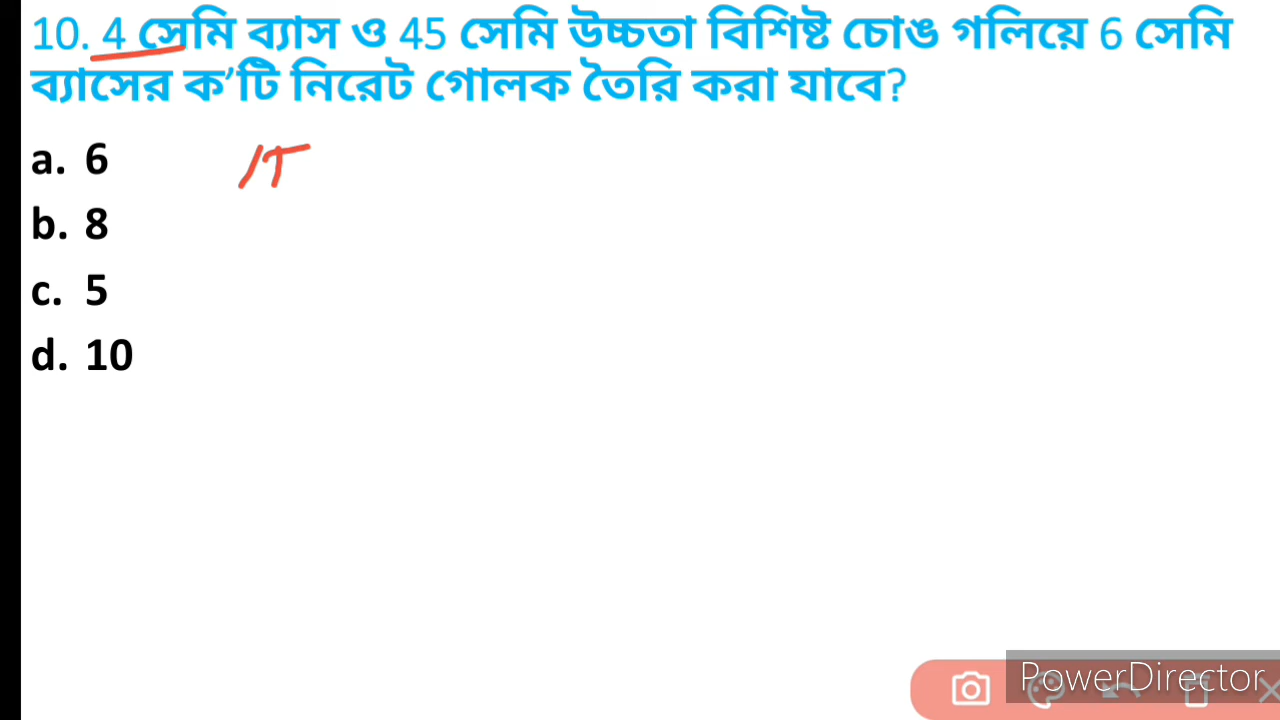 10. 4 সেমি ব্যাস ও 45 সেমি উচ্চতা বিশিষ্ট চোঙ গলিয়ে 6 সেমি
ব্যাসের ক’টি নিরেট গোলক তৈরি করা যাবে?
a. 6
b. 8
c. 5
d. 10
PowerDirector